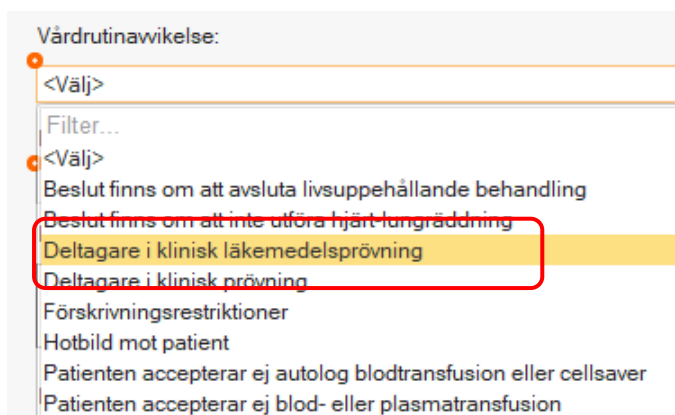 Vårdrutinavvikelse:
<Välj>
Filter...
<Välj>
Beslut finns om att avsluta livsuppehållande behandling
Beslut finns om att inte utföra hjärt-lungräddning
Deltagare i klinisk läkemedelsprövning
Deltagare i klinisk prövning
Förskrivningsrestriktioner
Hotbild mot patient
Patienten accepterar ej autolog blodtransfusion eller cellsaver
Patienten accepterar ej blod- eller plasmatransfusion